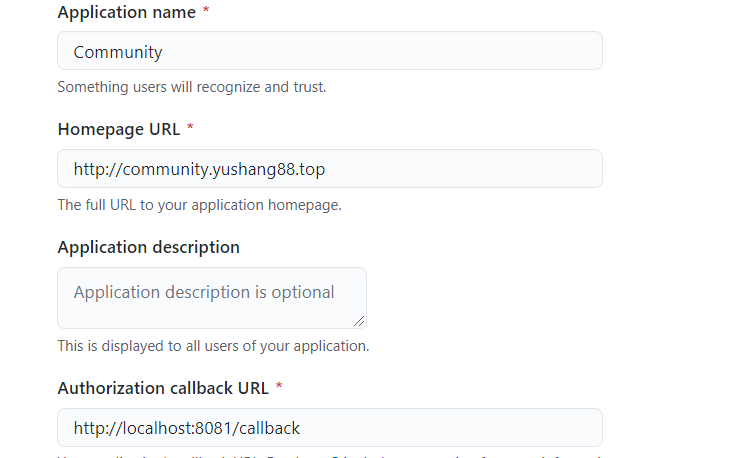 Application name *
Community
Something users will recognize and trust.
Homepage URL *
http://community.yushang88.top
The full URL to your application homepage.
Application description
Application description is optional
This is displayed to all users of your application.
Authorization callback URL *
http://localhost:8081/callback